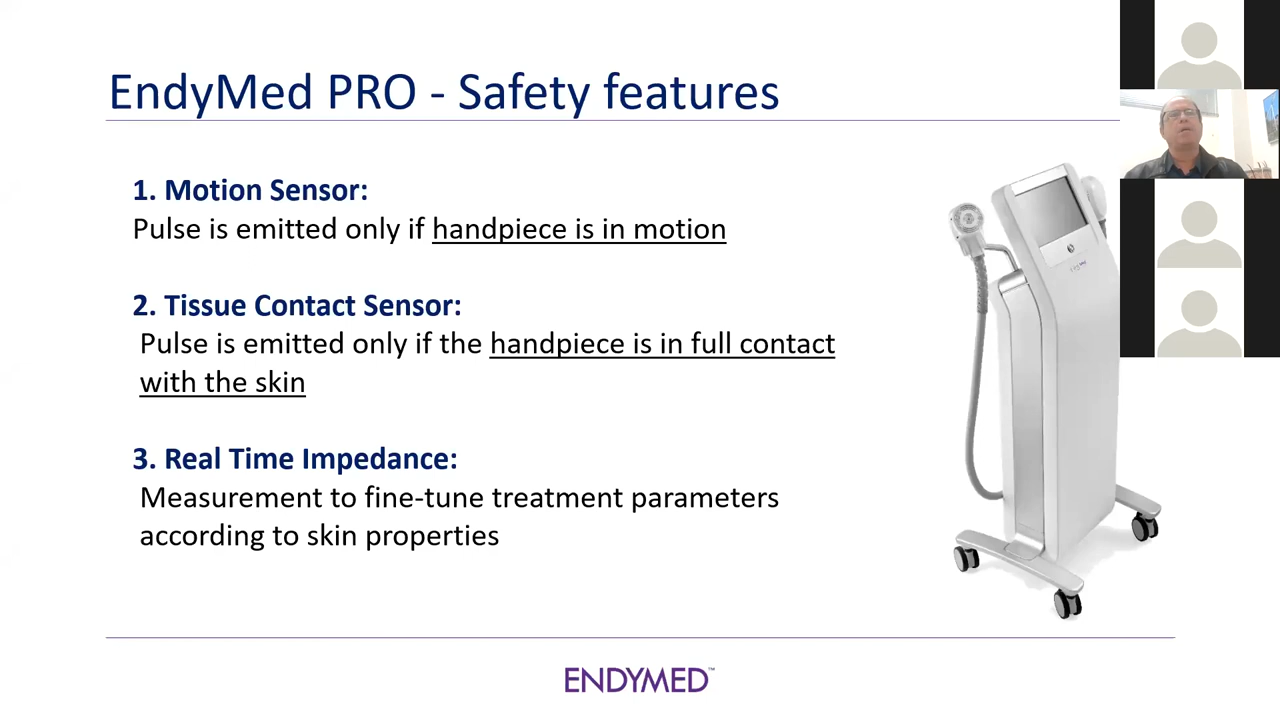 EndyMed PRO - Safety features
1. Motion Sensor:
Pulse is emitted only if handpiece is in motion
2. Tissue Contact Sensor:
Pulse is emitted only if the handpiece is in full contact
with the skin
3. Real Time Impedance:
Measurement to fine-tune treatment parameters
according to skin properties
ENDYMED™